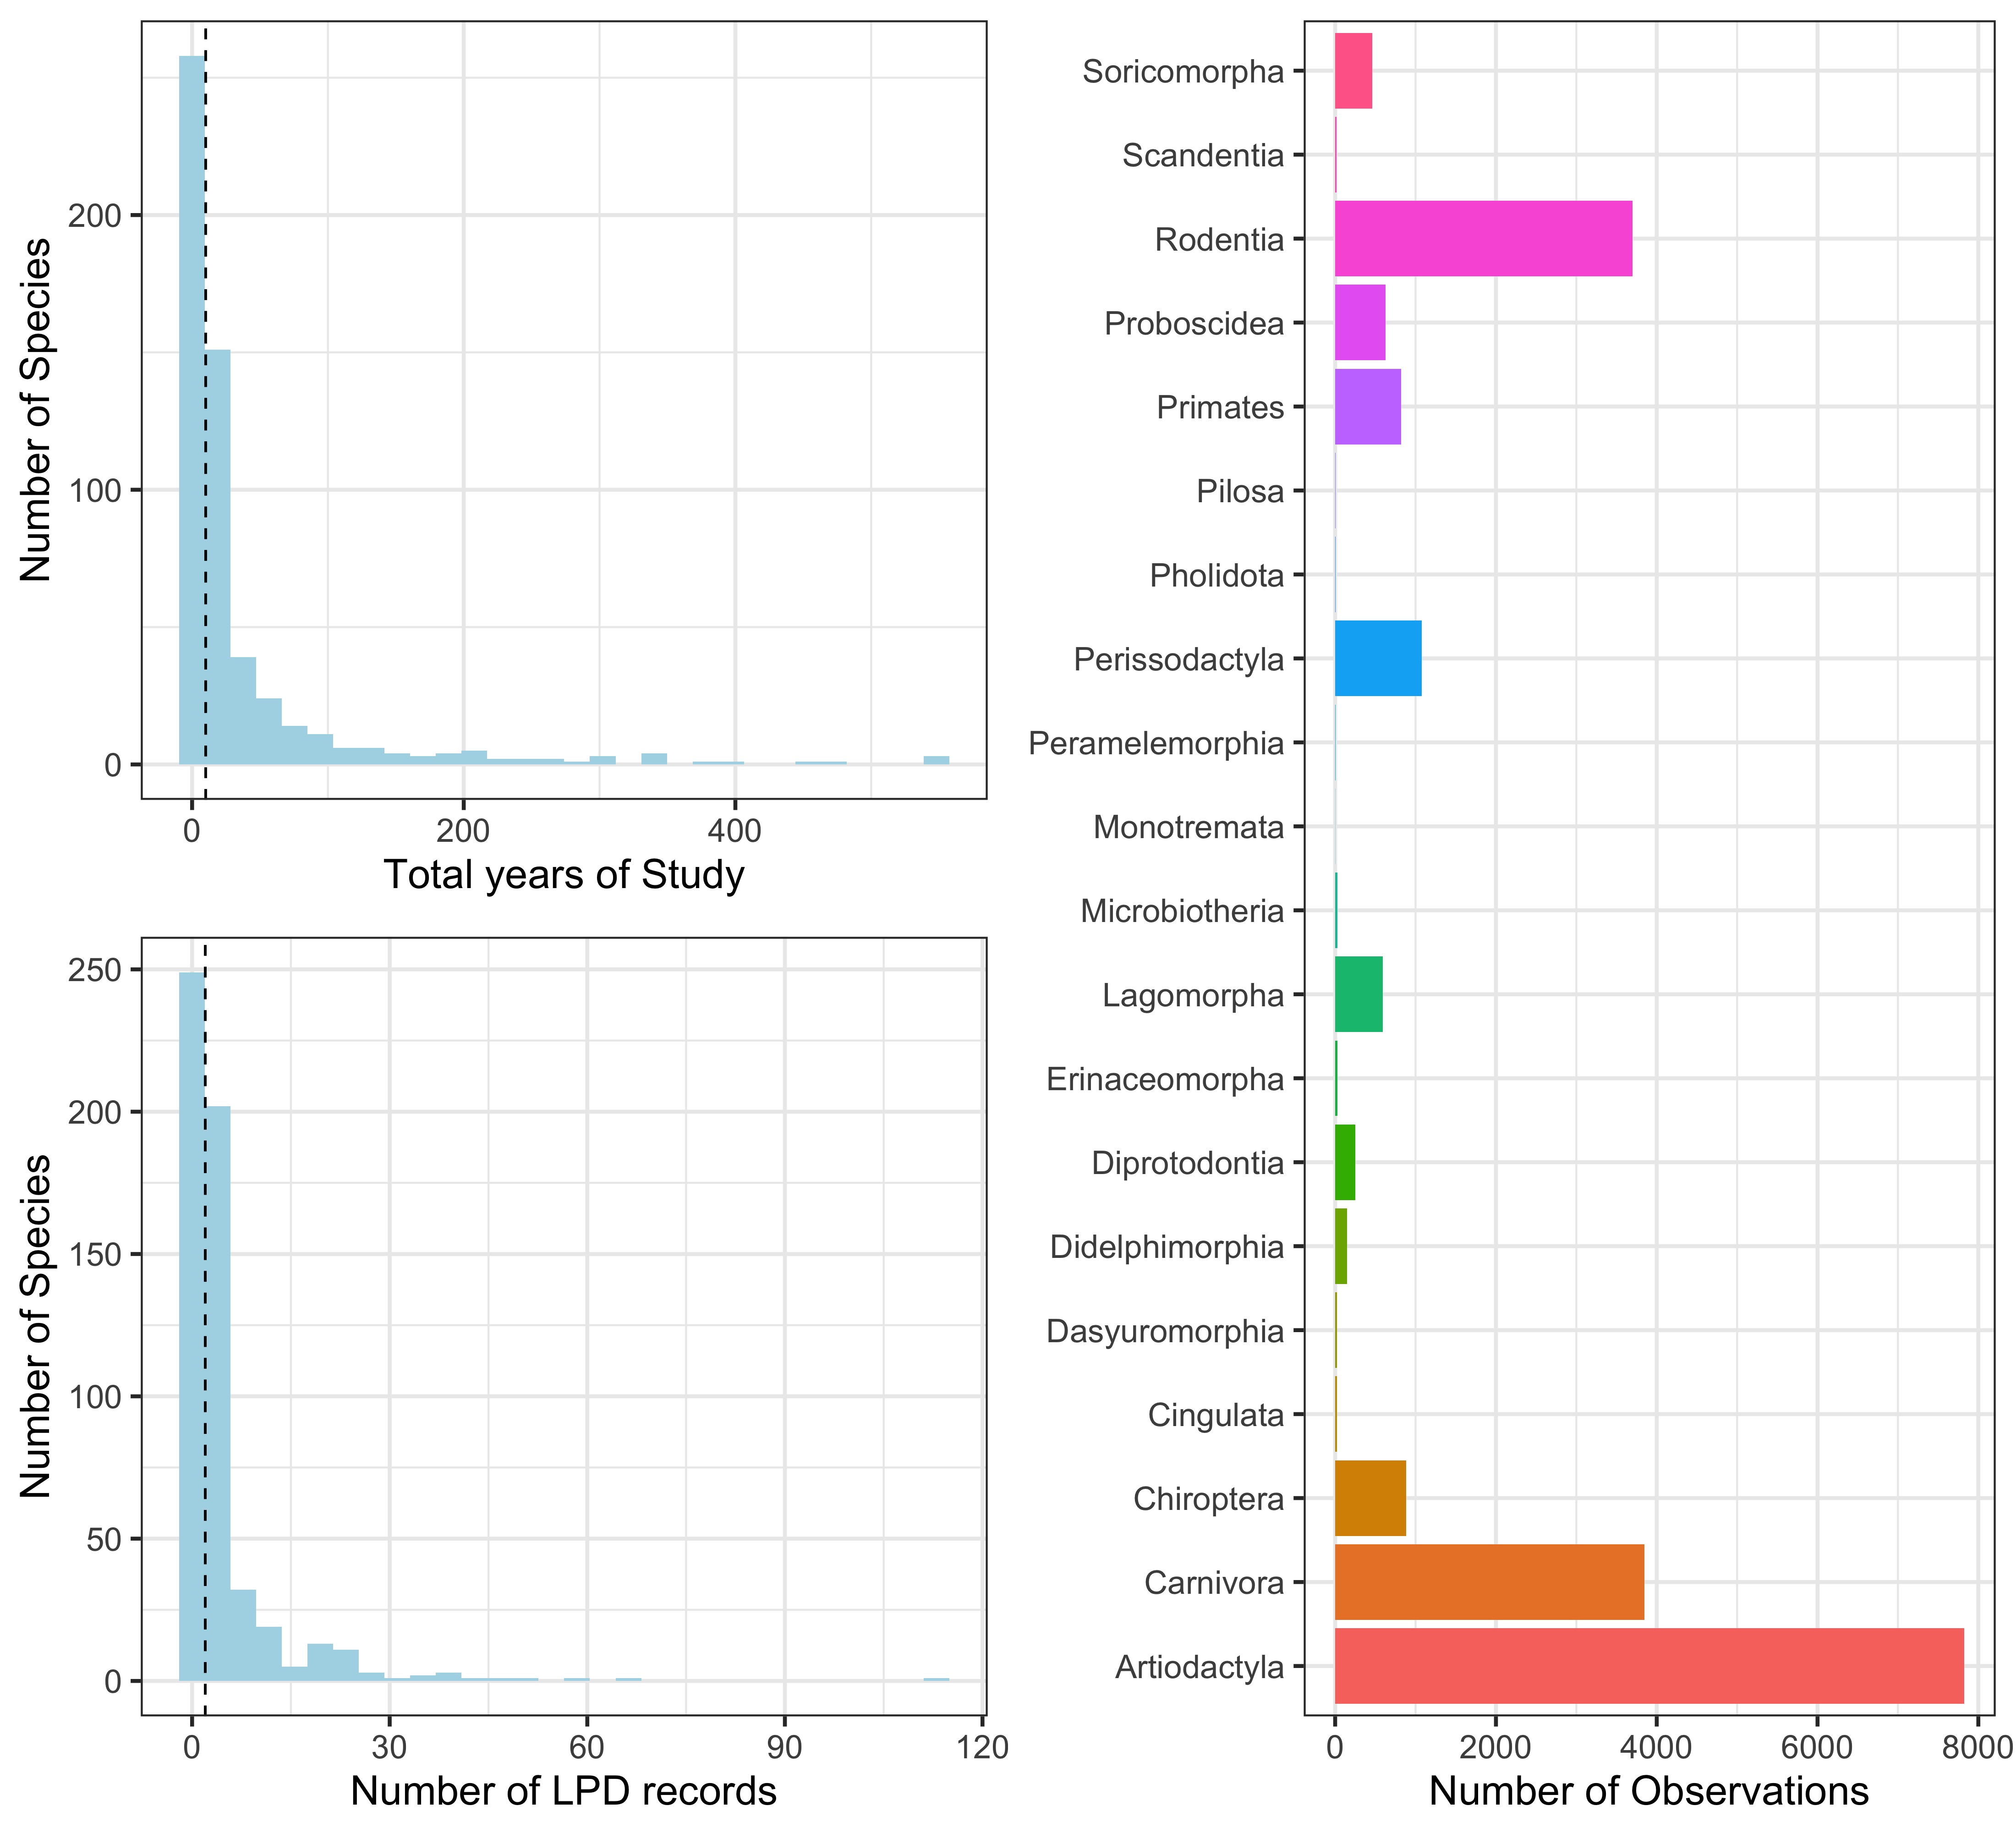 Number of Species
200
100
0
0 200 400
Total years of Study
Number of Species
250
200
150
100
50
0
0 30 60 90 120
Number of LPD records
Soricomorpha
Scandentia
Rodentia
Proboscidea
Primates
Pilosa
Pholidota
Perissodactyla
Peramelemorphia
Monotremata
Microbiotheria
Lagomorpha
Erinaceomorpha
Diprotodontia
Didelphimorphia
Dasyuromorphia
Cingulata
Chiroptera
Carnivora
Artiodactyla
0 2000 4000 6000 8000
Number of Observations